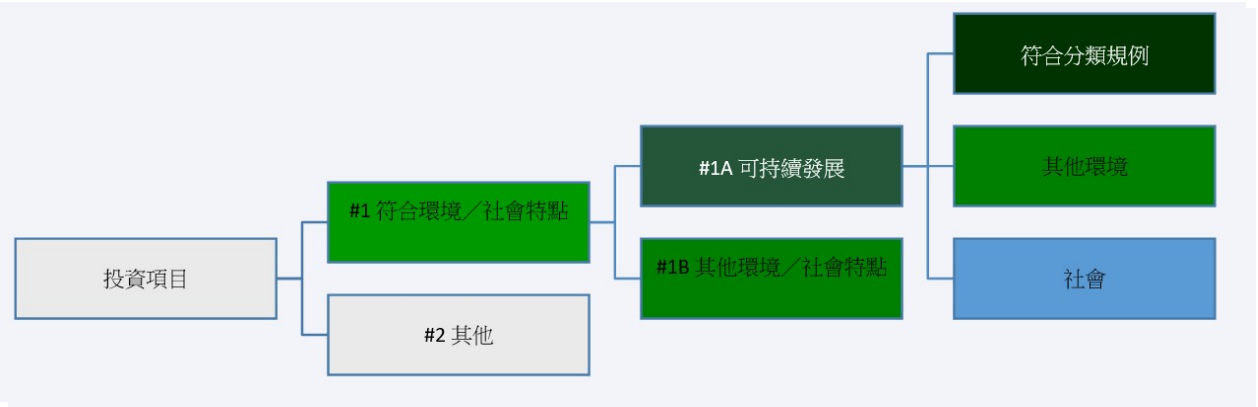 投資項目
#1 符合環境／社會特點
#2 其他
#1A 可持續發展
#1B 其他環境／社會特點
符合分類規例
其他環境
社會